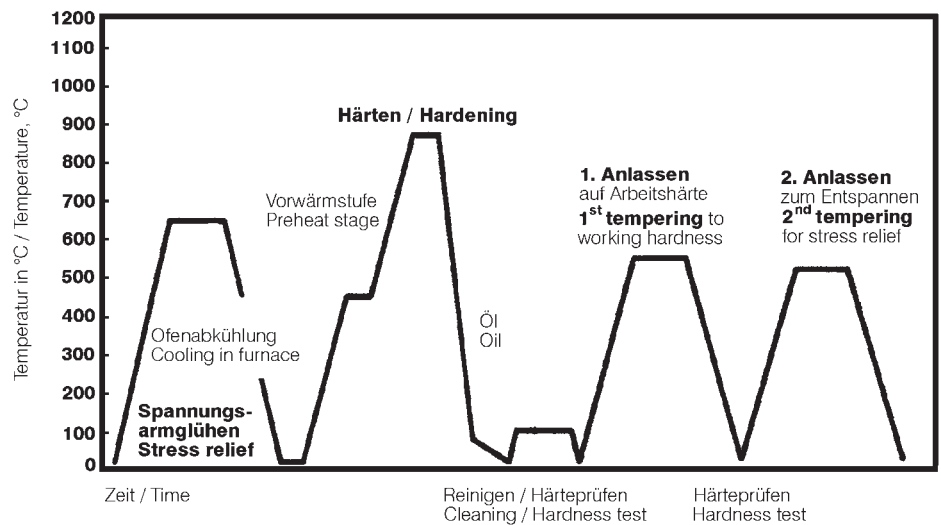 Temperatur in °C / Temperature, °C
1200
1100
1000
900
800
700
600
500
400
300
200
100
0
Härten / Hardening
Vorwärmstufe
Preheat stage
1. Anlassen
auf Arbeitshärte
1st tempering to
working hardness
2. Anlassen
zum Entspannen
2nd tempering
for stress relief
Ofenabkühlung
Cooling in furnace
Öl
Oil
Spannungs-
armglühen
Stress relief
Zeit / Time
Reinigen / Härteprüfen
Cleaning / Hardness test
Härteprüfen
Hardness test